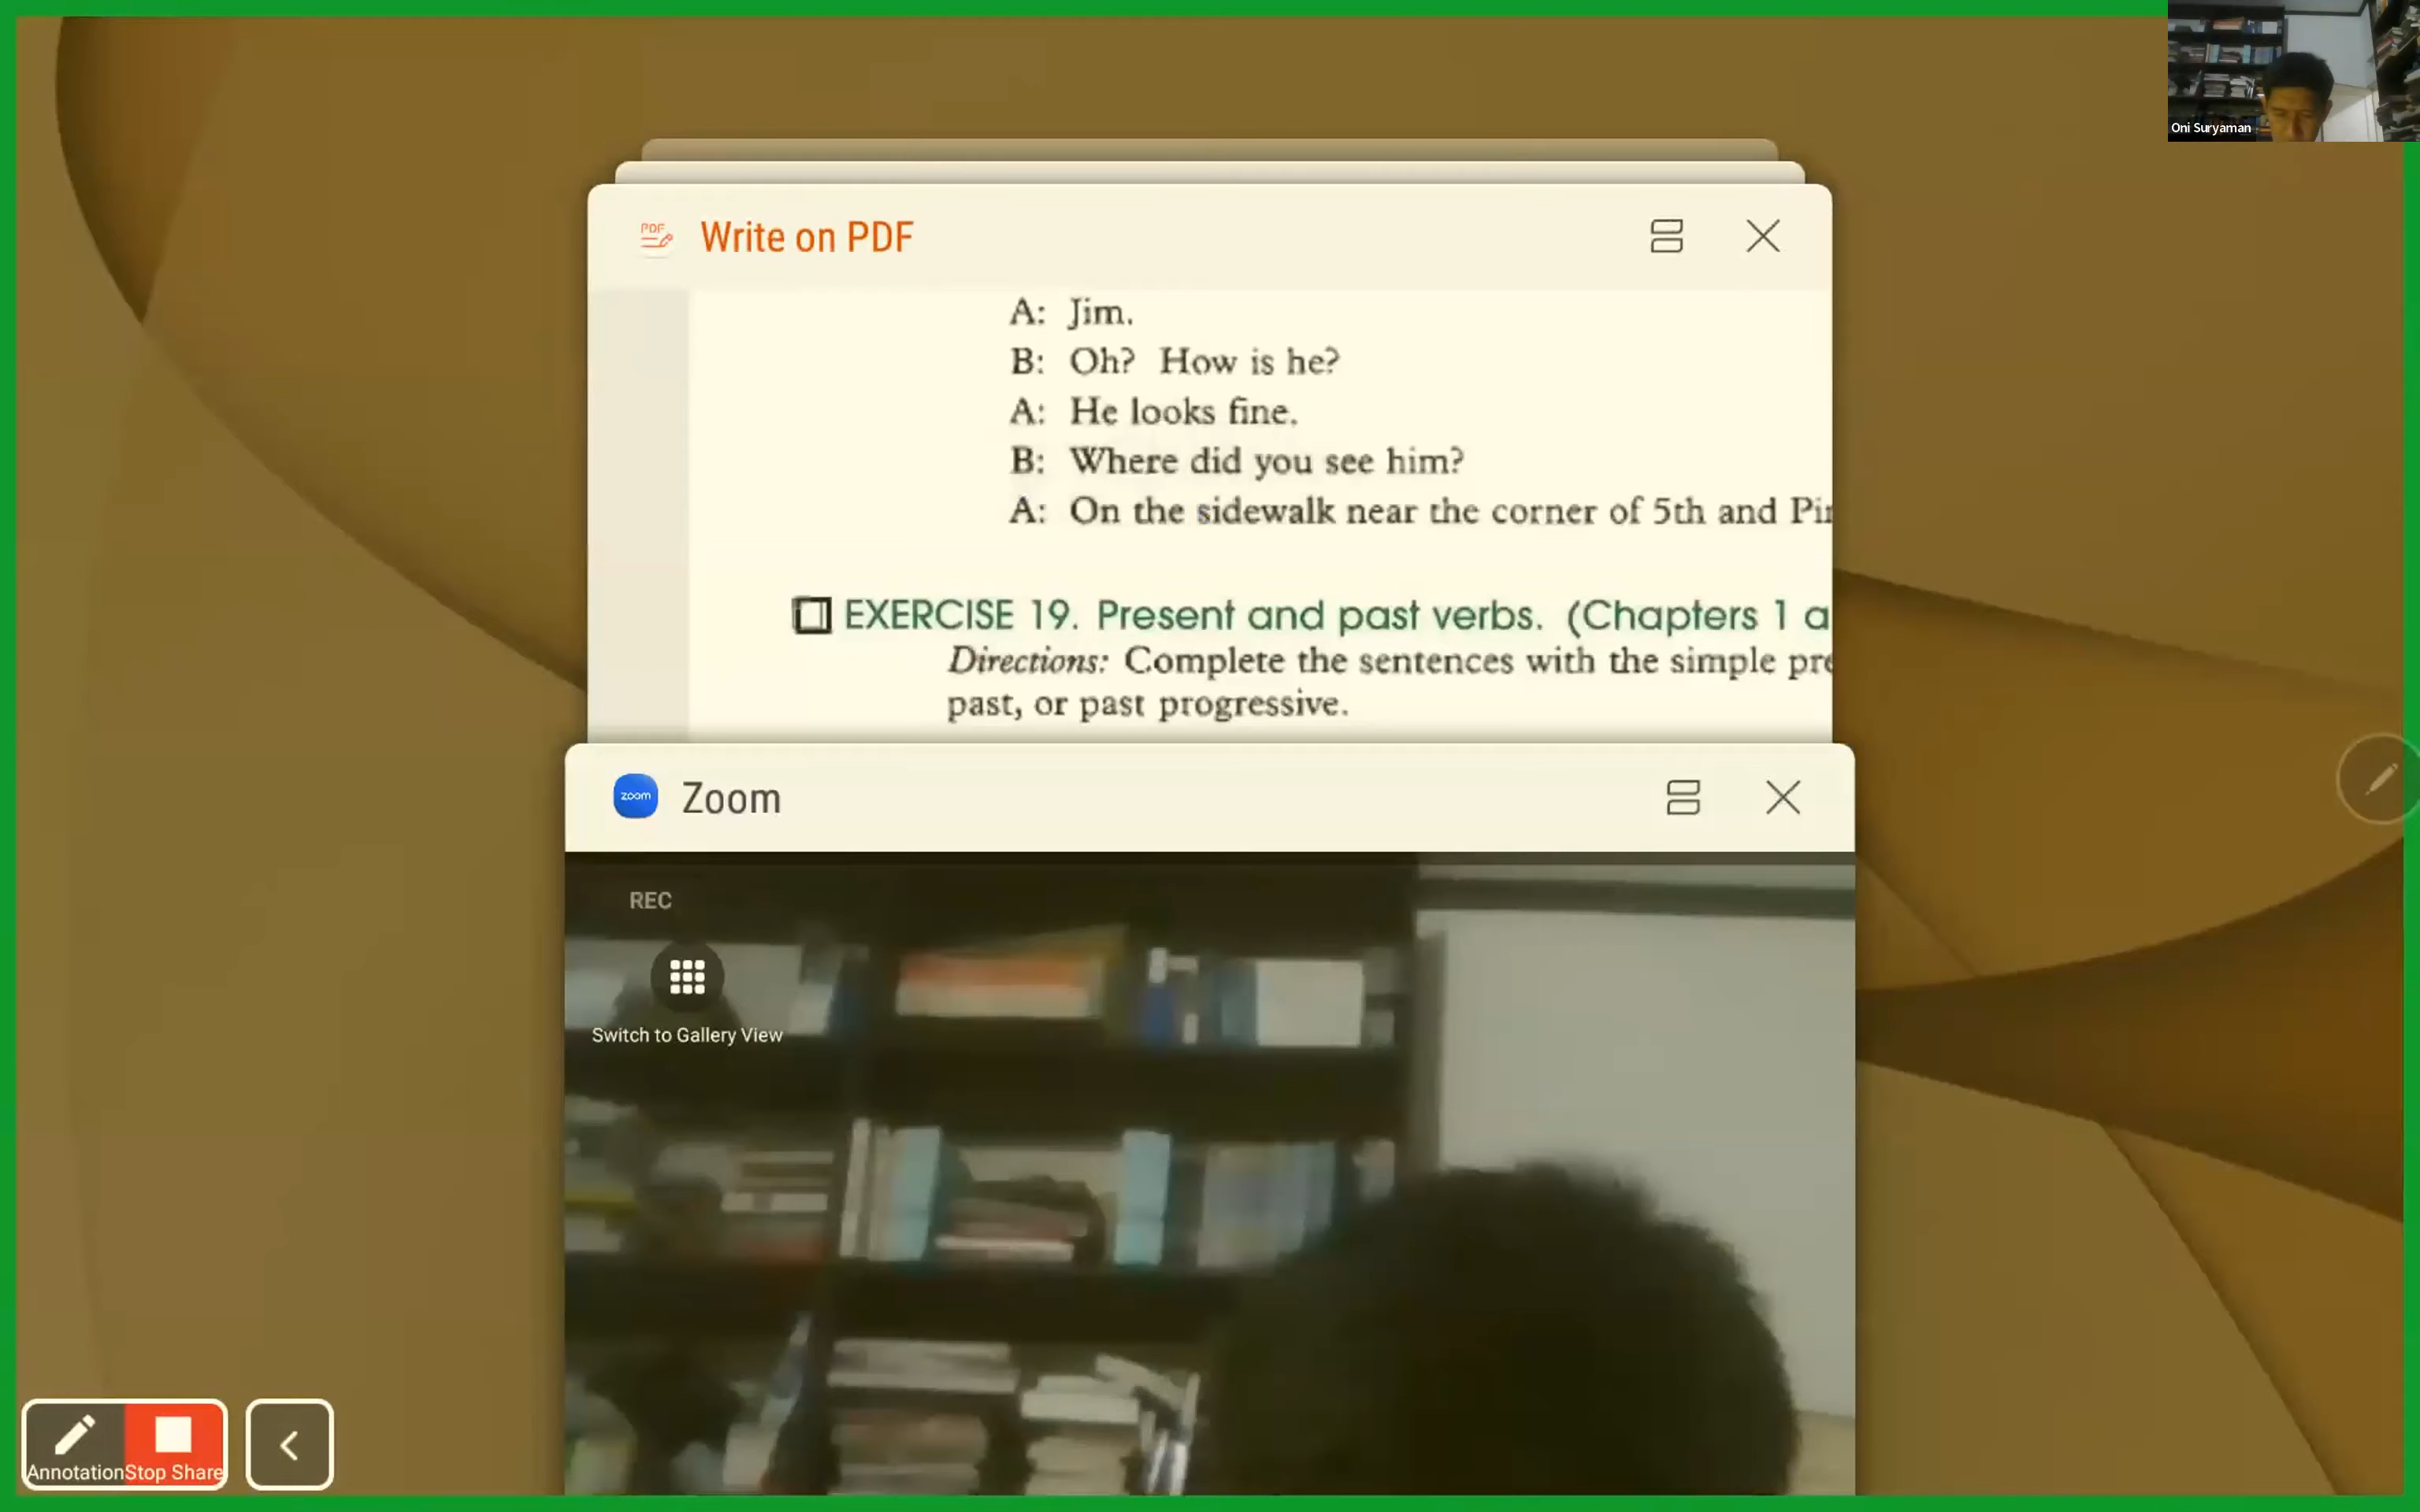 Oni Suryaman
PDF
Write on PDF
A: Jim.
B: Oh? How is he?
A: He looks fine.
B: Where did you see him?
A: On the sidewalk near the corner of 5th and
EXERCISE 19. Present and past verbs. (Chapters 1
Directions: Complete the sentences with the simple
past, or past progressive.
zoom
Zoom
REC
Switch to Gallery View
Annotation
Stop Share